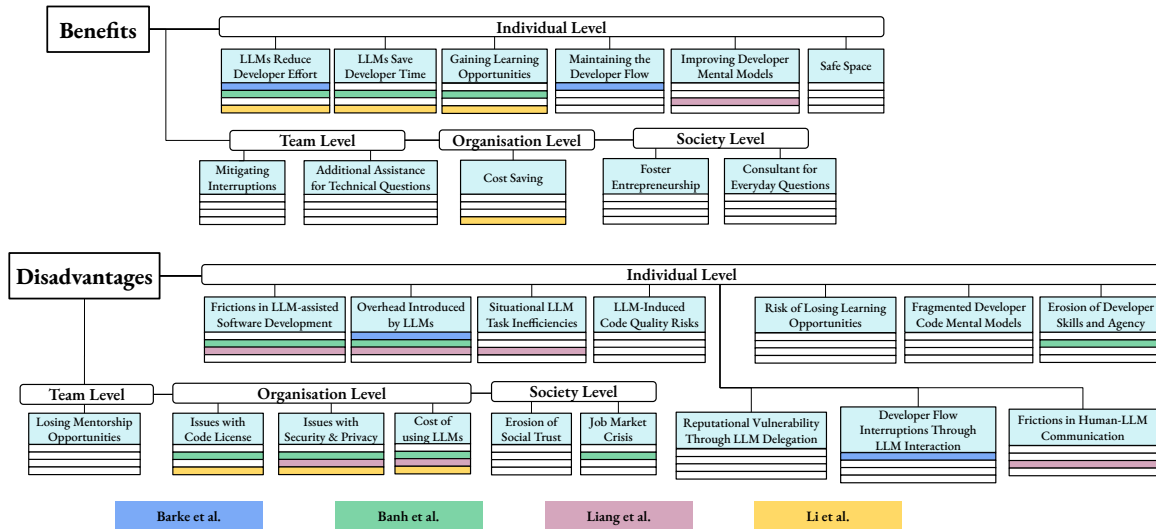 Benefits
Individual Level
LLMs Reduce
Developer Effort
LLMs Save
Developer Time
Gaining Learning
Opportunities
Maintaining the
Developer Flow
Improving Developer
Mental Models
Safe Space
Team Level
Organisation Level
Society Level
Mitigating
Interruptions
Additional Assistance
for Technical Questions
Cost Saving
Foster
Entrepreneurship
Consultant for
Everyday Questions
Disadvantages
Individual Level
Frictions in LLM-assisted
Software Development
Overhead Introduced
by LLMs
Situational LLM
Task Inefficiencies
LLM-Induced
Code Quality Risks
Risk of Losing Learning
Opportunities
Fragmented Developer
Code Mental Models
Erosion of Developer
Skills and Agency
Team Level
Organisation Level
Society Level
Losing Mentorship
Opportunities
Issues with
Code License
Issues with
Security & Privacy
Cost of
using LLMs
Erosion of
Social Trust
Job Market
Crisis
Reputational Vulnerability
Through LLM Delegation
Developer Flow
Interruptions Through
LLM Interaction
Frictions in Human-LLM
Communication
Barke et al.
Banh et al.
Liang et al.
Li et al.